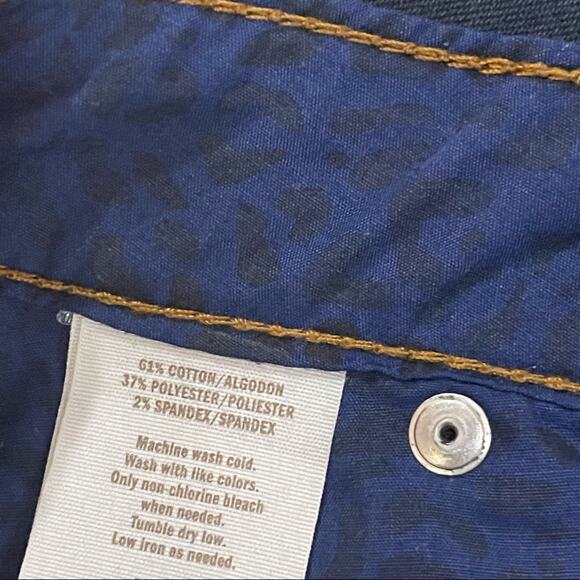 61% COTTON/ALGODON
37% POLYESTER/POLIESTER
2% SPANDEX/SPANDEX
Machine wash cold.
Wash with like colors.
Only non-chlorine bleach
when needed.
Tumble dry low.
Low iron as needed.